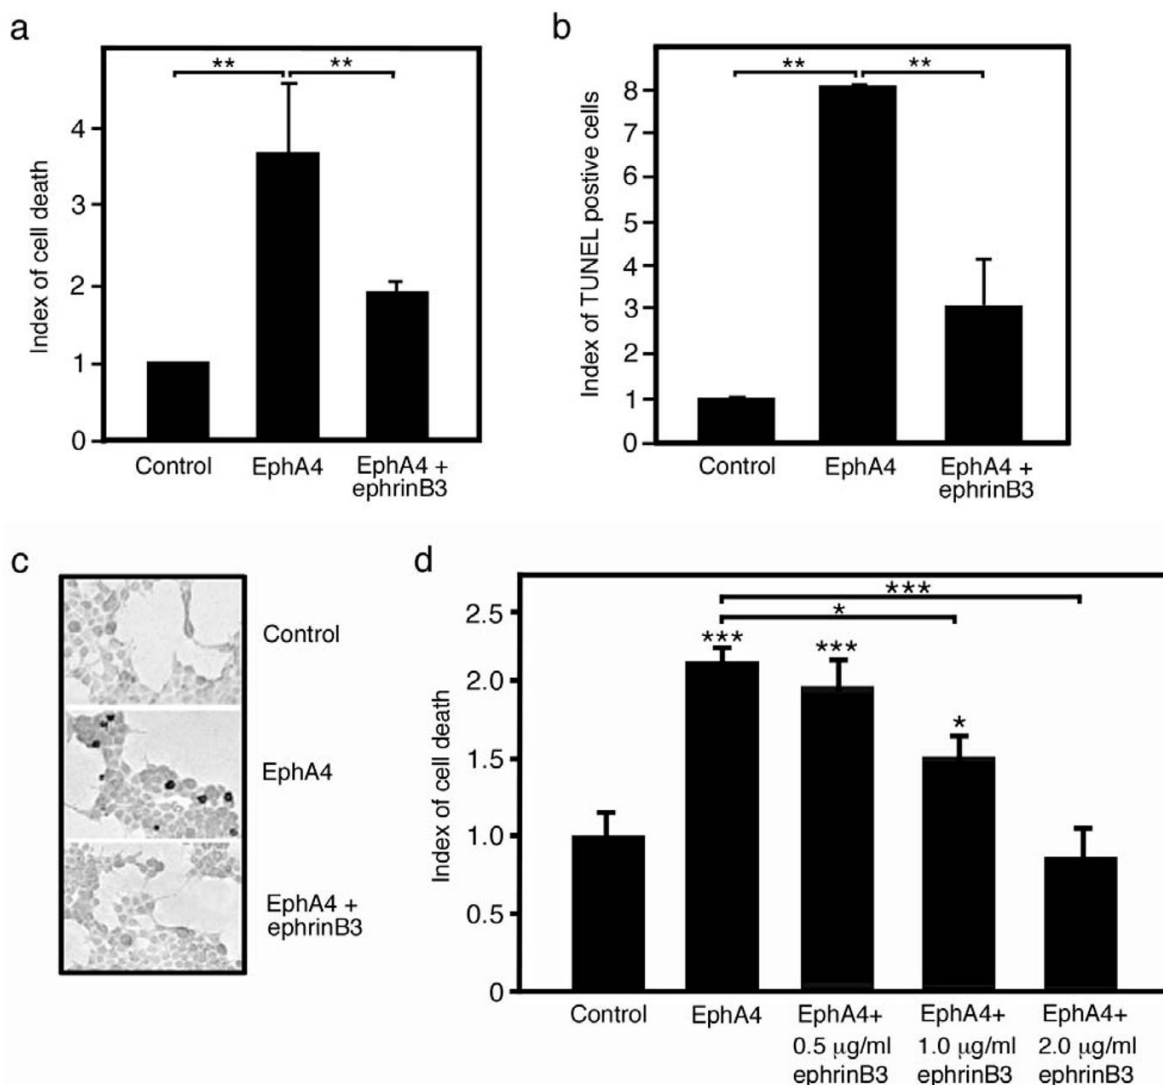 a
**
**
4
3
2
1
0
Index of cell death
Control
EphA4
EphA4 +
ephrinB3
b
**
**
8
7
6
5
4
3
2
1
0
Index of TUNEL postive cells
Control
EphA4
EphA4 +
ephrinB3
c
Control
EphA4
EphA4 +
ephrinB3
d
***
*
***
***
*
2.5
2.0
1.5
1.0
0.5
0
Index of cell death
Control
EphA4
EphA4+
0.5 µg/ml
ephrinB3
EphA4+
1.0 µg/ml
ephrinB3
EphA4+
2.0 µg/ml
ephrinB3